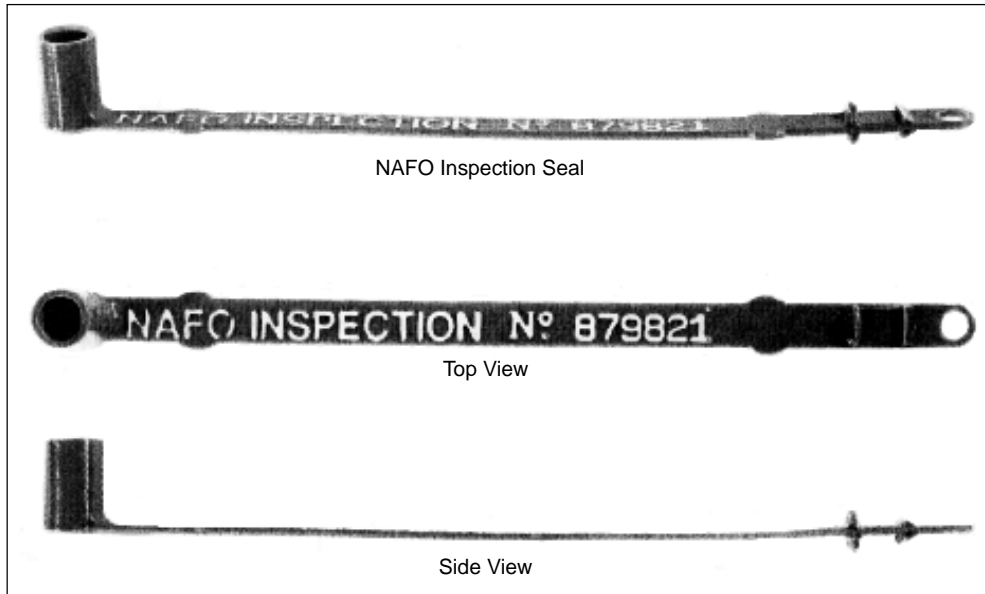 NAFO INSPECTION Nº 879821
NAFO Inspection Seal
NAFO INSPECTION Nº 879821
Top View
Side View